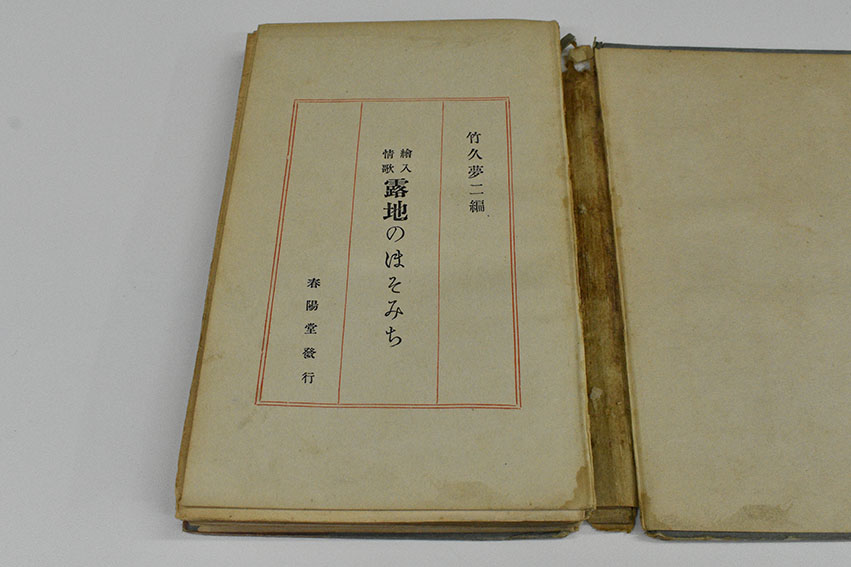 竹久夢二編
繪入
情歌
露地のほそみち
春陽堂發行